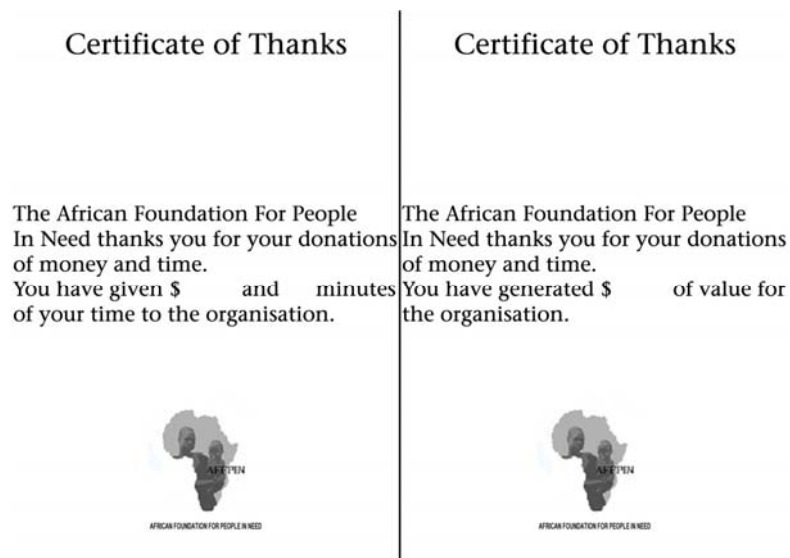 Certificate of Thanks
The African Foundation For People
In Need thanks you for your donations
of money and time.
You have given $ and minutes
of your time to the organisation.
AFFPIN
AFRICAN FOUNDATION FOR PEOPLE IN NEED
Certificate of Thanks
The African Foundation For People
In Need thanks you for your donations
of money and time.
You have generated $ of value for
the organisation.
AFFPIN
AFRICAN FOUNDATION FOR PEOPLE IN NEED